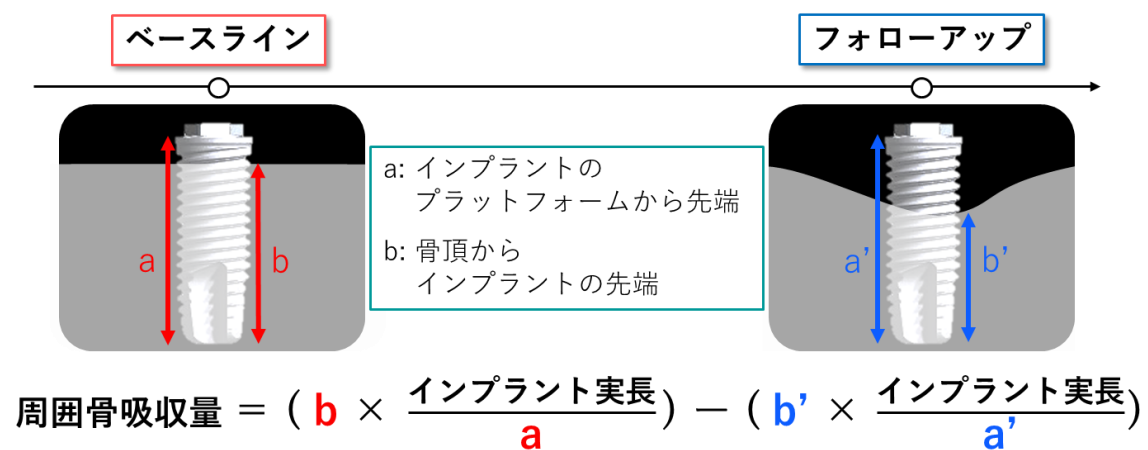 ベースライン
フォローアップ
a: インプラントの
プラットフォームから先端
b: 骨頂から
インプラントの先端
a
b
a’
b’
周囲骨吸収量 = ( b × インプラント実長/a ) − ( b’ × インプラント実長/a’ )